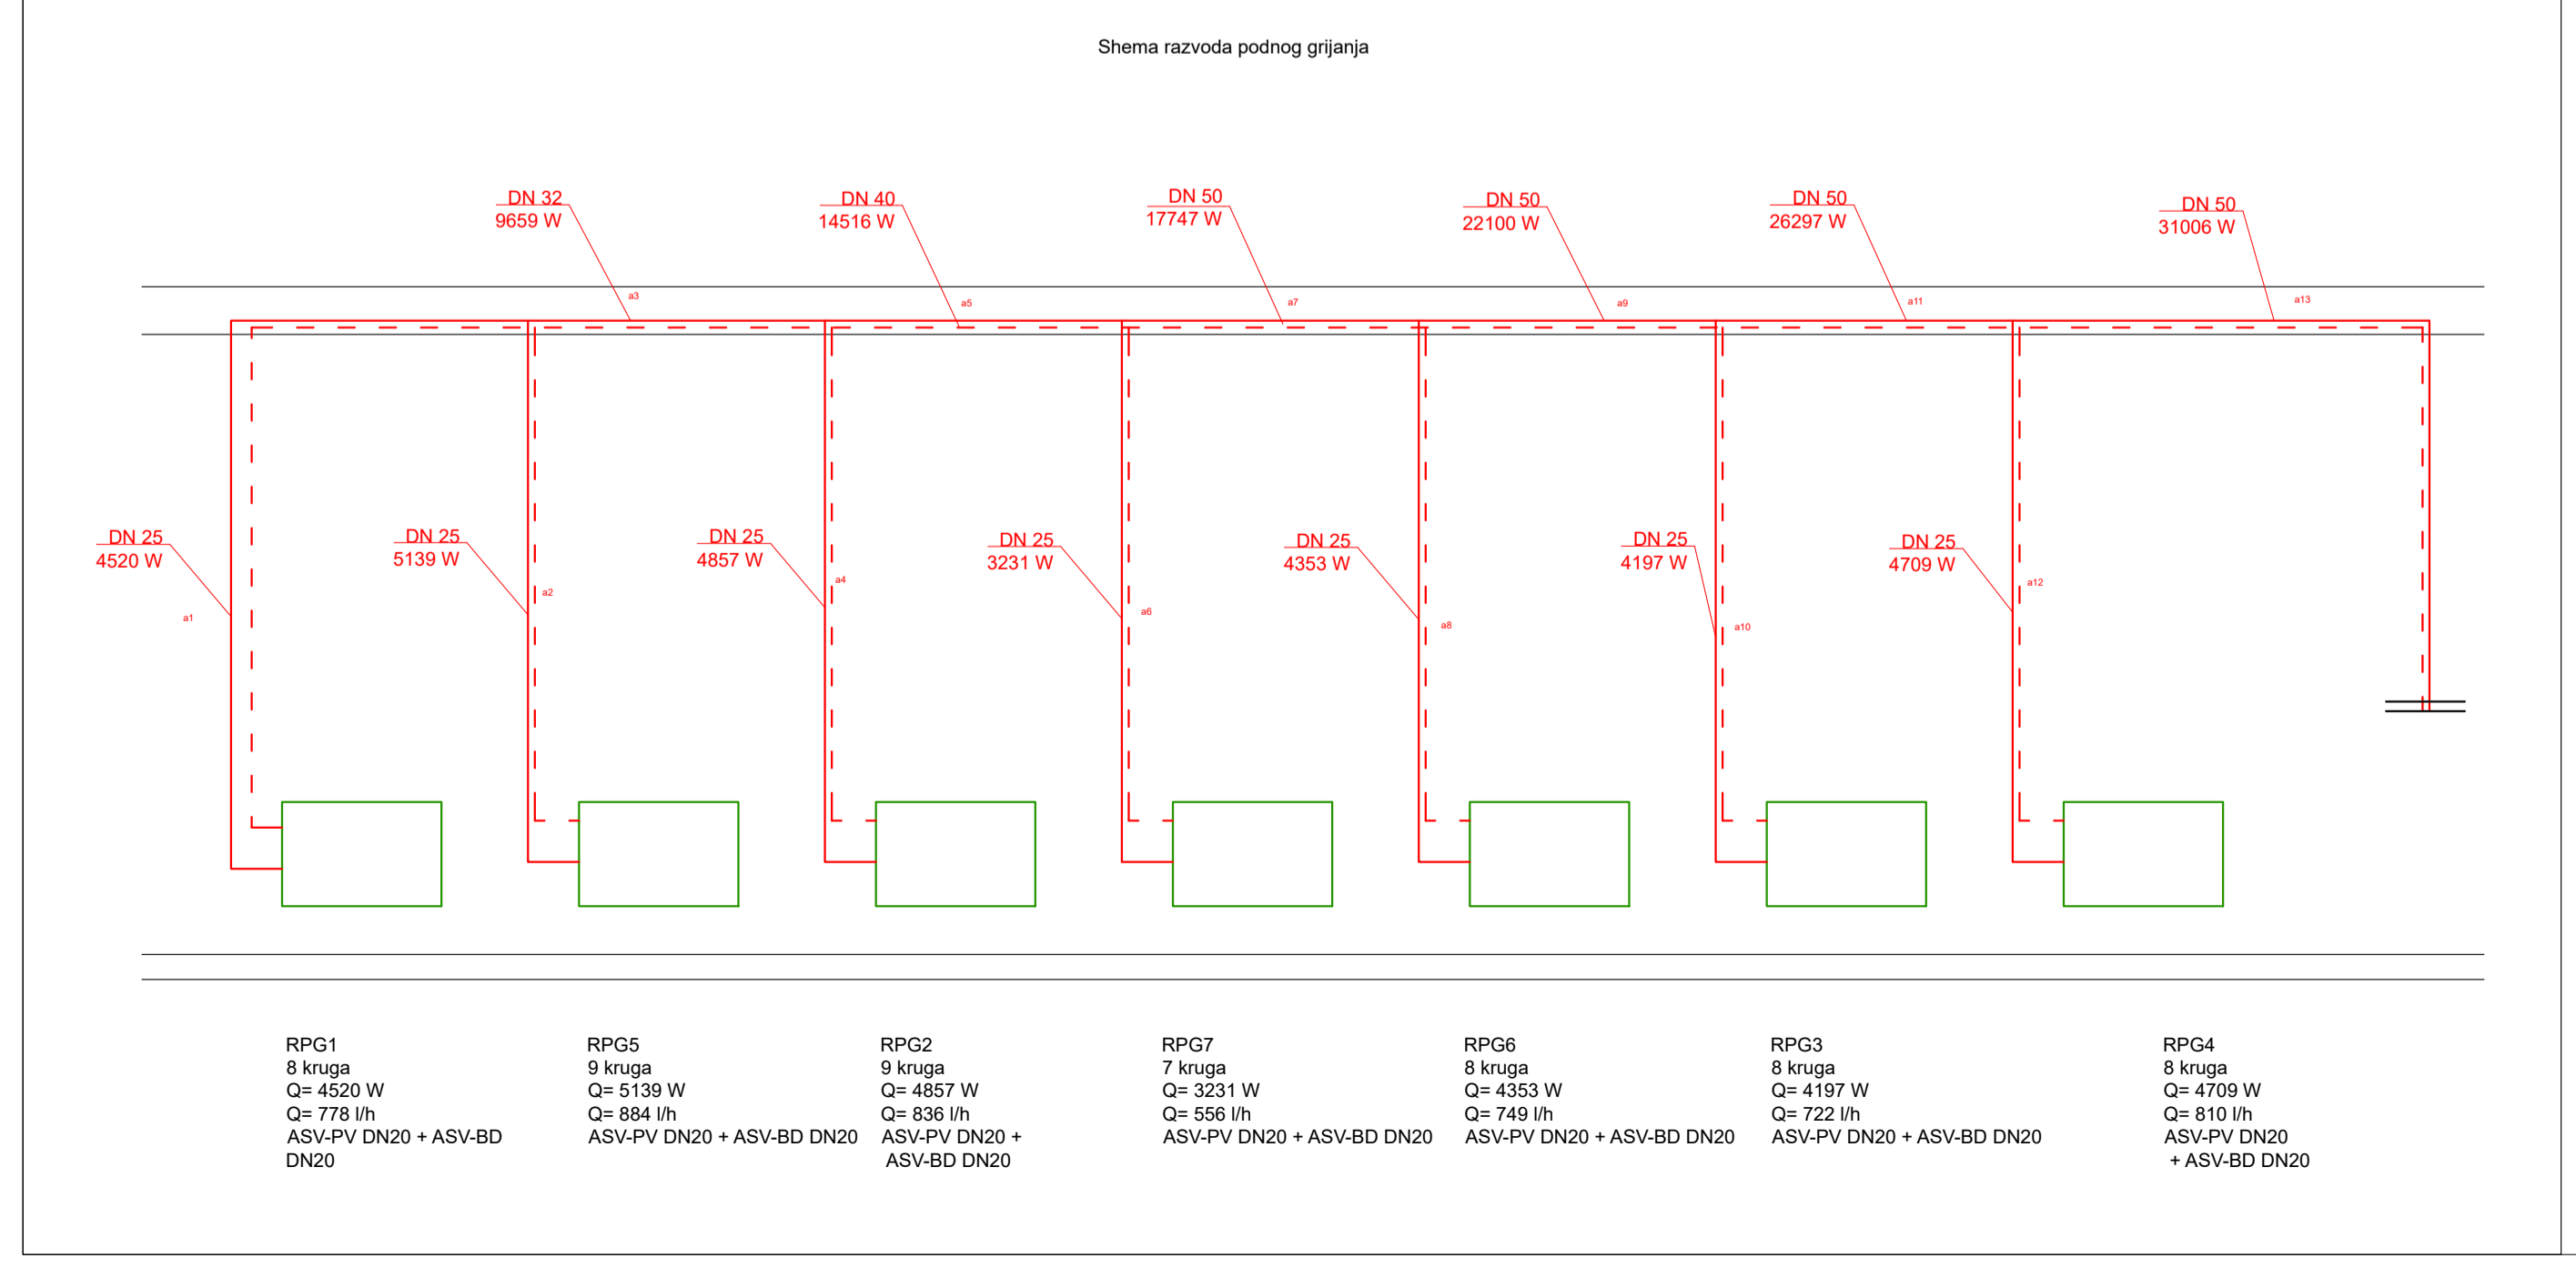 Shema razvoda podnog grijanja
DN 32
9659 W
DN 40
14516 W
DN 50
17747 W
DN 50
22100 W
DN 50
26297 W
DN 50
31006 W
a3
a5
a7
a9
a11
a13
DN 25
4520 W
a1
DN 25
5139 W
a2
DN 25
4857 W
a4
DN 25
3231 W
a6
DN 25
4353 W
a8
DN 25
4197 W
a10
DN 25
4709 W
a12
RPG1
8 kruga
Q= 4520 W
Q= 778 l/h
ASV-PV DN20 + ASV-BD
DN20
RPG5
9 kruga
Q= 5139 W
Q= 884 l/h
ASV-PV DN20 + ASV-BD DN20
RPG2
9 kruga
Q= 4857 W
Q= 836 l/h
ASV-PV DN20 +
ASV-BD DN20
RPG7
7 kruga
Q= 3231 W
Q= 556 l/h
ASV-PV DN20 + ASV-BD DN20
RPG6
8 kruga
Q= 4353 W
Q= 749 l/h
ASV-PV DN20 + ASV-BD DN20
RPG3
8 kruga
Q= 4197 W
Q= 722 l/h
ASV-PV DN20 + ASV-BD DN20
RPG4
8 kruga
Q= 4709 W
Q= 810 l/h
ASV-PV DN20
+ ASV-BD DN20